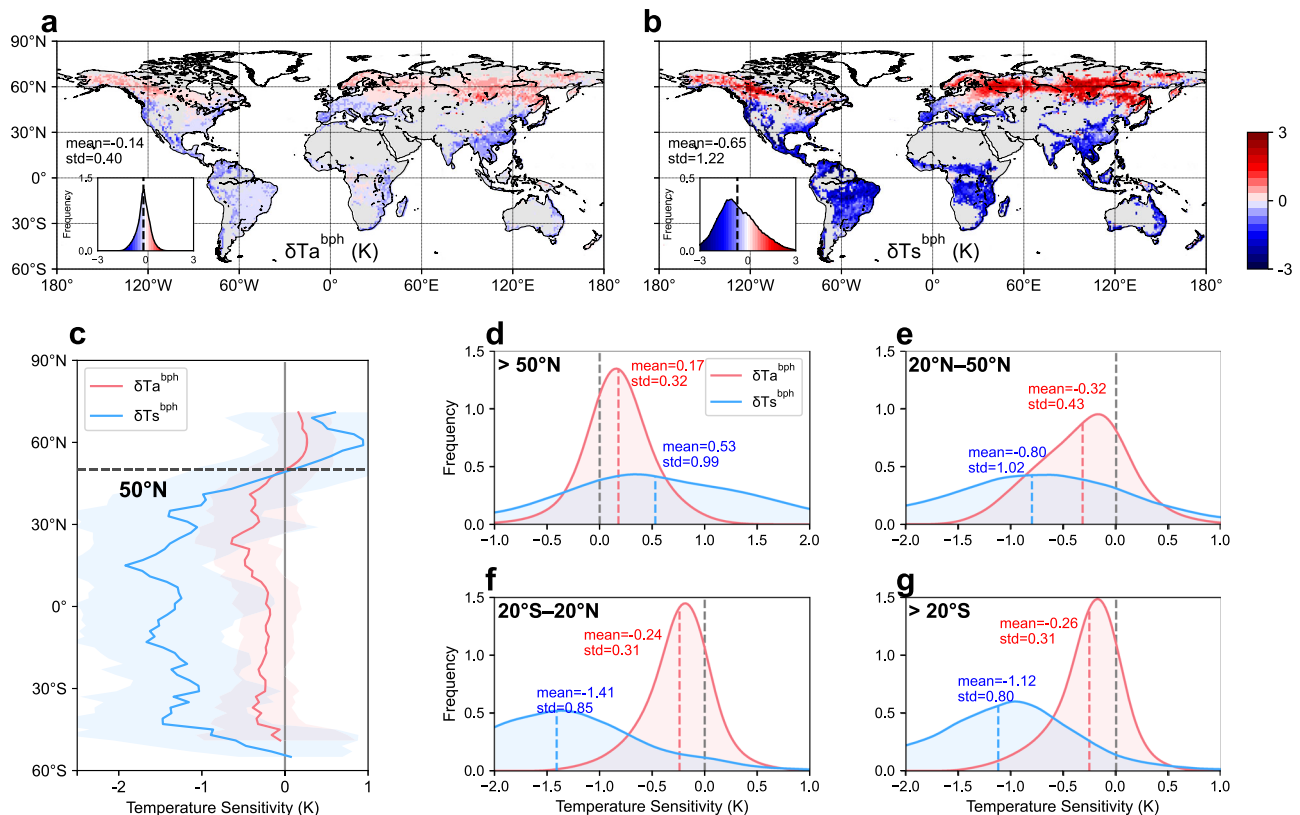 a
90°N
60°N
30°N
0°
30°S
60°S
180°
120°W
60°W
0°
60°E
120°E
180°
mean=-0.14
std=0.40
1.5
Frequency
0.0
-3
0
3
δTa^bph (K)
b
180°
120°W
60°W
0°
60°E
120°E
180°
mean=-0.65
std=1.22
0.5
Frequency
0.0
-3
0
3
δTs^bph (K)
3
0
-3
c
90°N
60°N
30°N
0°
30°S
60°S
δTa^bph
δTs^bph
50°N
-2
-1
0
1
Temperature Sensitivity (K)
d
> 50°N
1.5
1.0
0.5
0.0
Frequency
mean=0.17
std=0.32
mean=0.53
std=0.99
δTa^bph
δTs^bph
−1.0
−0.5
0.0
0.5
1.0
1.5
2.0
e
20°N–50°N
1.5
1.0
0.5
0.0
mean=-0.32
std=0.43
mean=-0.80
std=1.02
−2.0
−1.5
−1.0
−0.5
0.0
0.5
1.0
f
20°S–20°N
1.5
1.0
0.5
0.0
Frequency
mean=-0.24
std=0.31
mean=-1.41
std=0.85
−2.0
−1.5
−1.0
−0.5
0.0
0.5
1.0
Temperature Sensitivity (K)
g
> 20°S
1.5
1.0
0.5
0.0
mean=-0.26
std=0.31
mean=-1.12
std=0.80
−2.0
−1.5
−1.0
−0.5
0.0
0.5
1.0
Temperature Sensitivity (K)